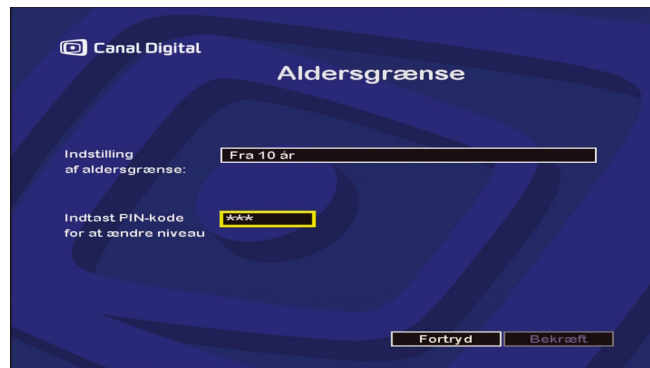 Canal Digital
Aldersgrænse
Indstilling
af aldersgrænse:
Fra 10 år
Indtast PIN-kode
for at ændre niveau
***
Fortryd
Bekræft